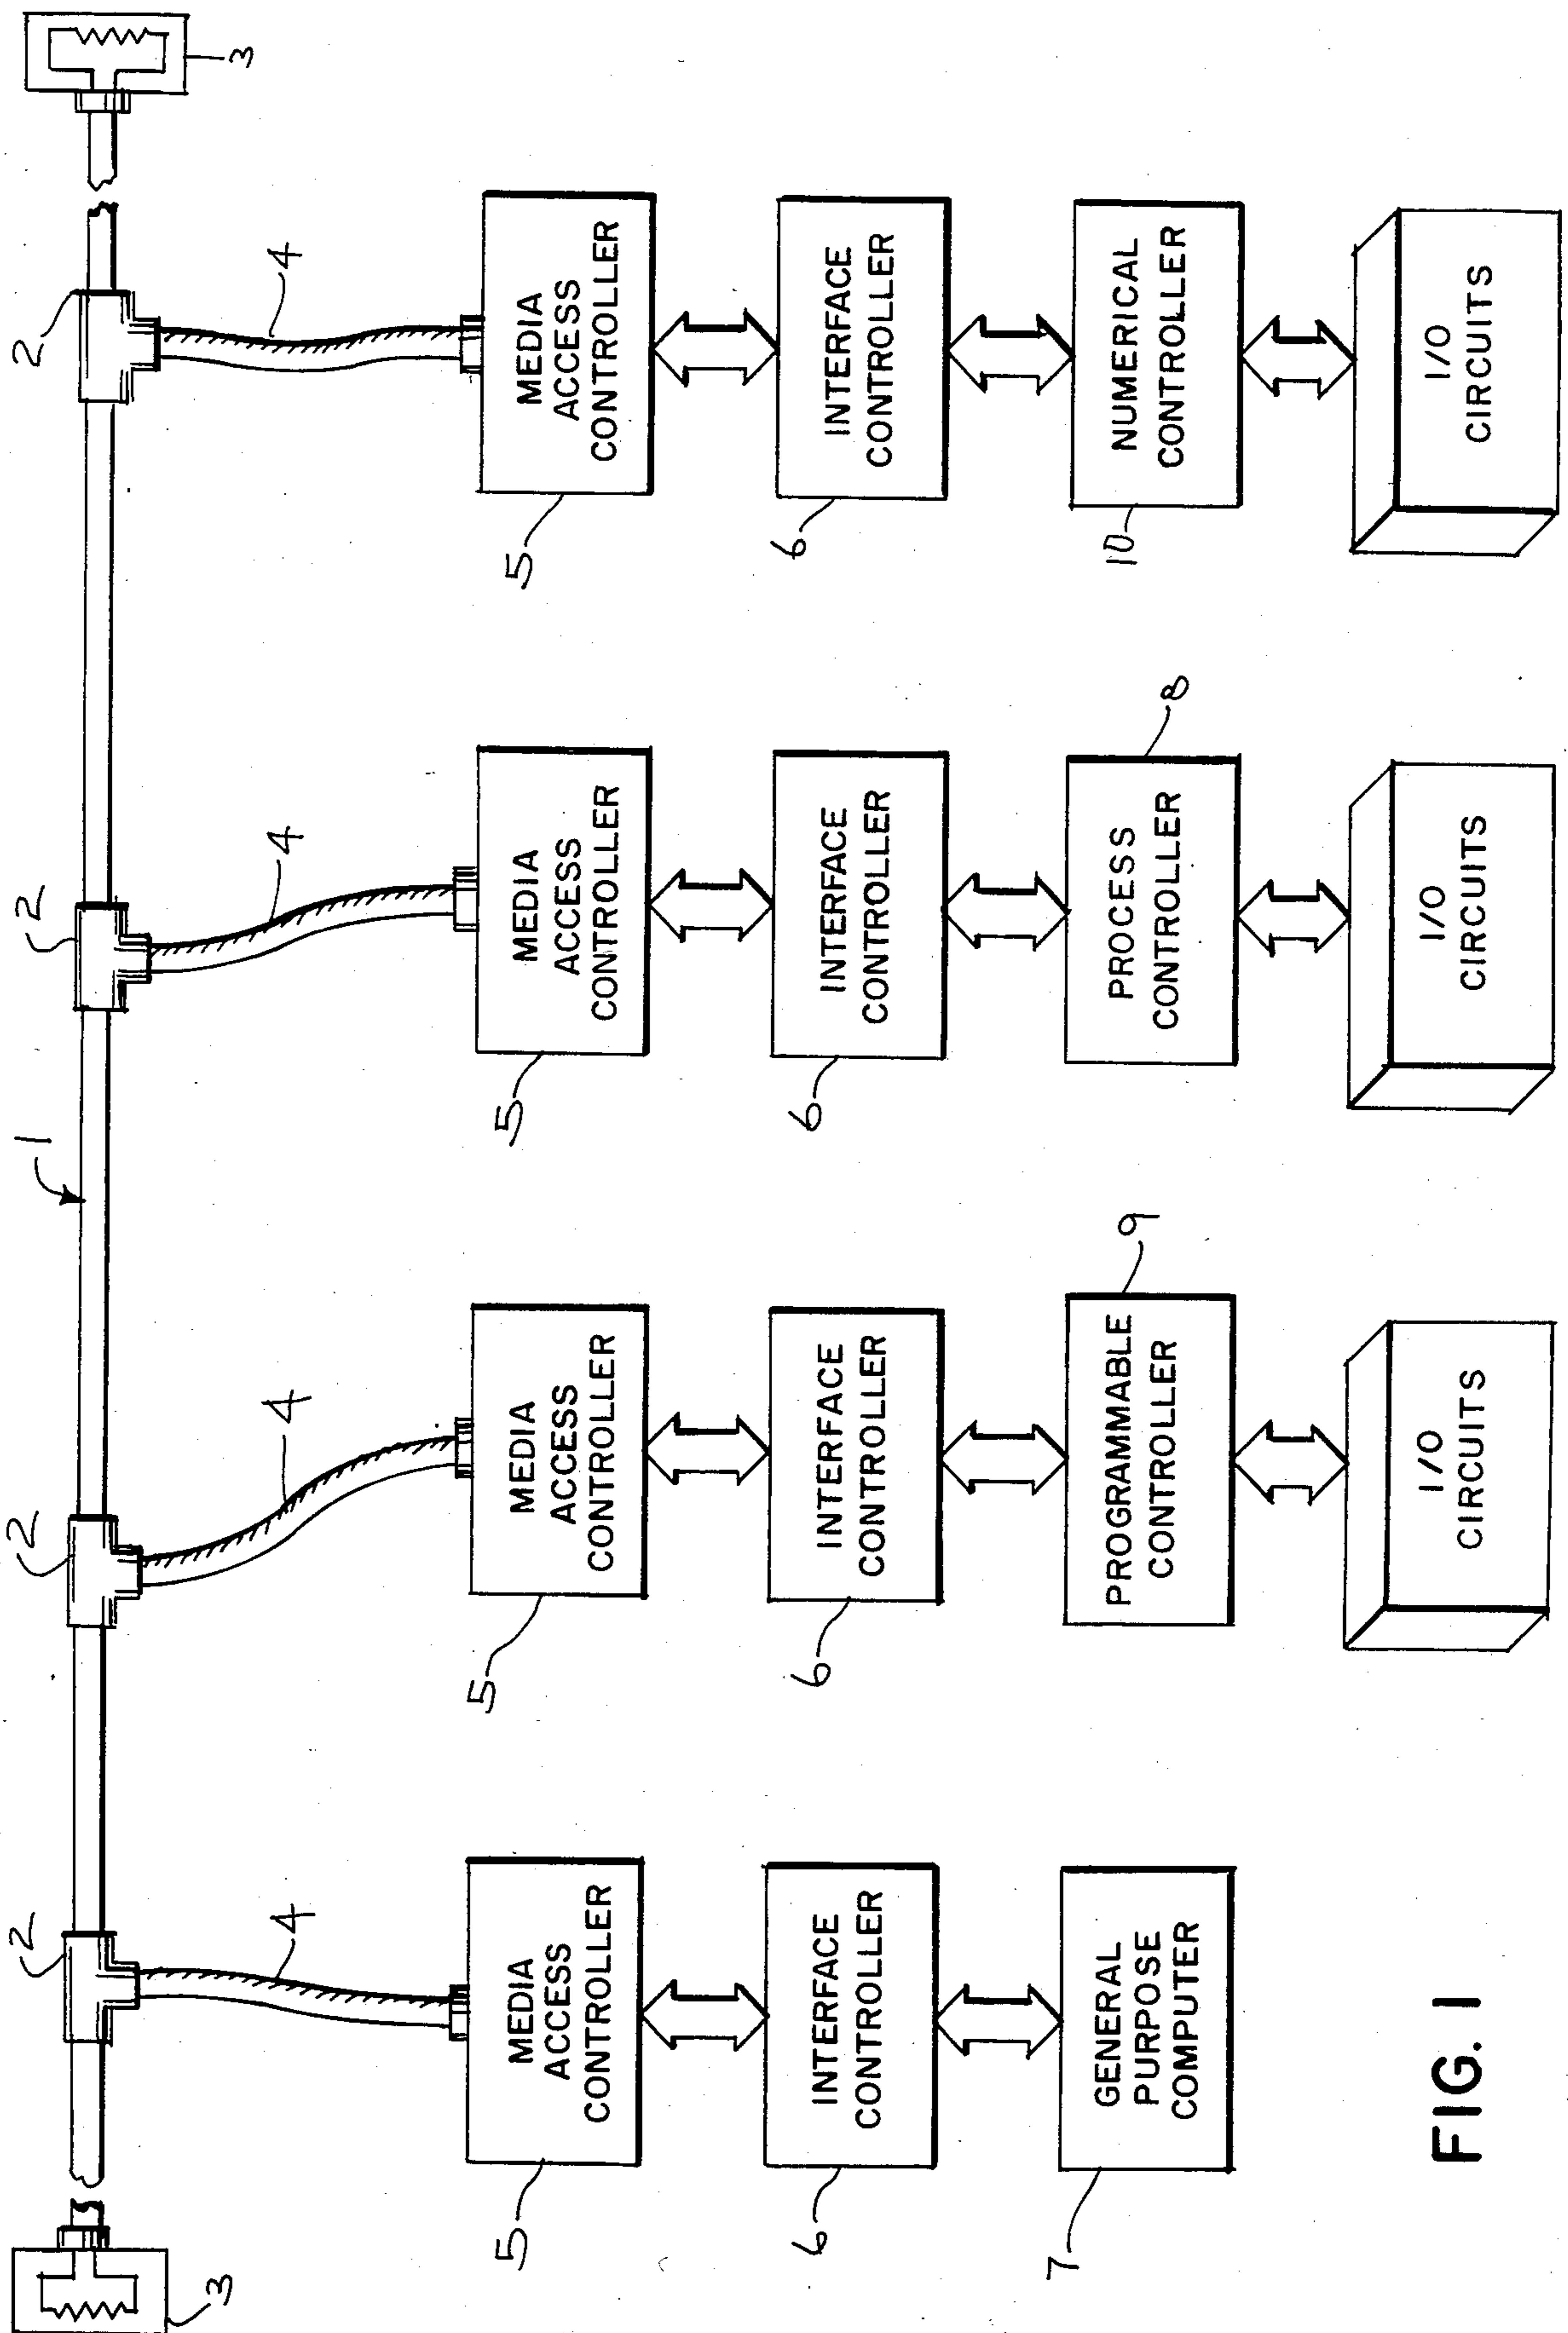 3
1
3
2
2
2
2
4
4
4
4
MEDIA
ACCESS
CONTROLLER
5
MEDIA
ACCESS
CONTROLLER
5
MEDIA
ACCESS
CONTROLLER
5
MEDIA
ACCESS
CONTROLLER
5
INTERFACE
CONTROLLER
6
INTERFACE
CONTROLLER
6
INTERFACE
CONTROLLER
6
INTERFACE
CONTROLLER
6
GENERAL
PURPOSE
COMPUTER
7
PROGRAMMABLE
CONTROLLER
9
PROCESS
CONTROLLER
8
NUMERICAL
CONTROLLER
10
I/O
CIRCUITS
I/O
CIRCUITS
I/O
CIRCUITS
FIG. 1